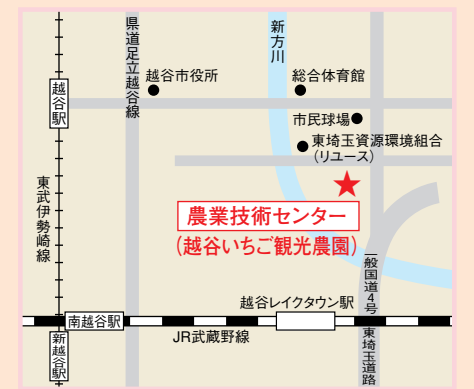 県道足立越谷線
新方川
越谷市役所
総合体育館
越谷駅
市民球場
東埼玉資源環境組合
(リユース)
東武伊勢崎線
農業技術センター
(越谷いちご観光農園)
一般国道4号
東埼玉道路
越谷レイクタウン駅
南越谷駅
JR武蔵野線
新越谷駅